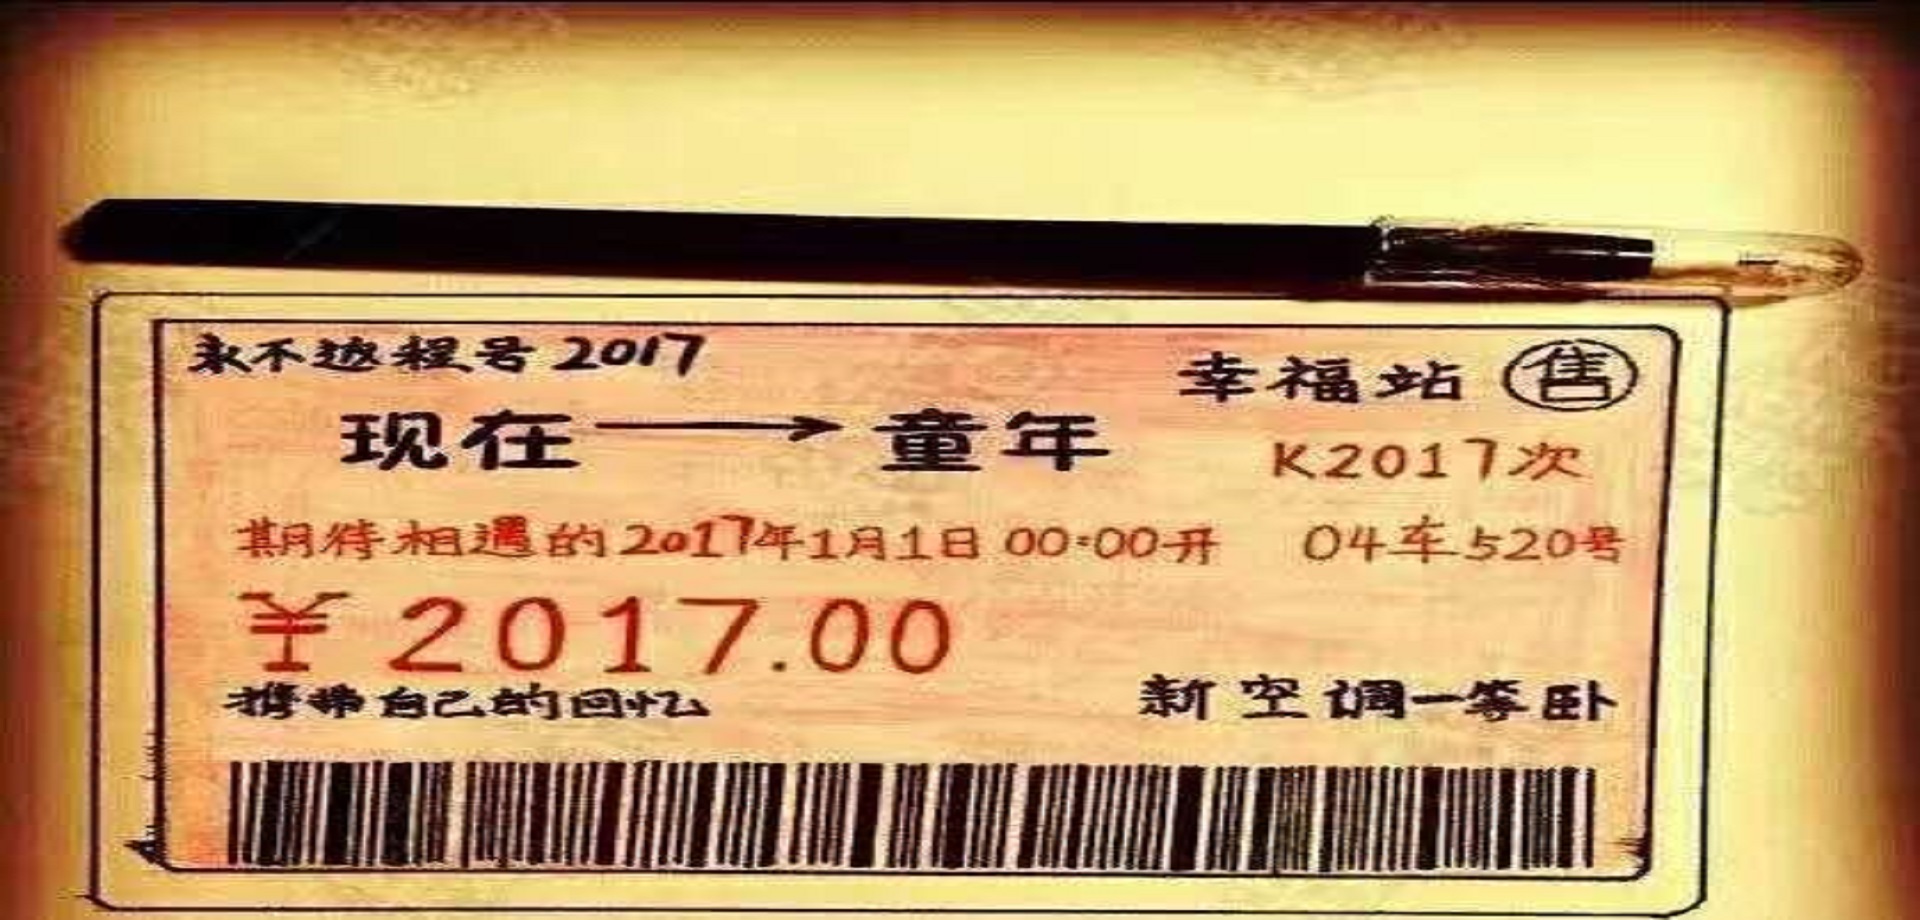 永不返程号2017
幸福站 售
现在→童年
K2017次
期待相遇的2017年1月1日 00:00开 04车520号
¥2017.00
携带自己的回忆 新空调一等卧